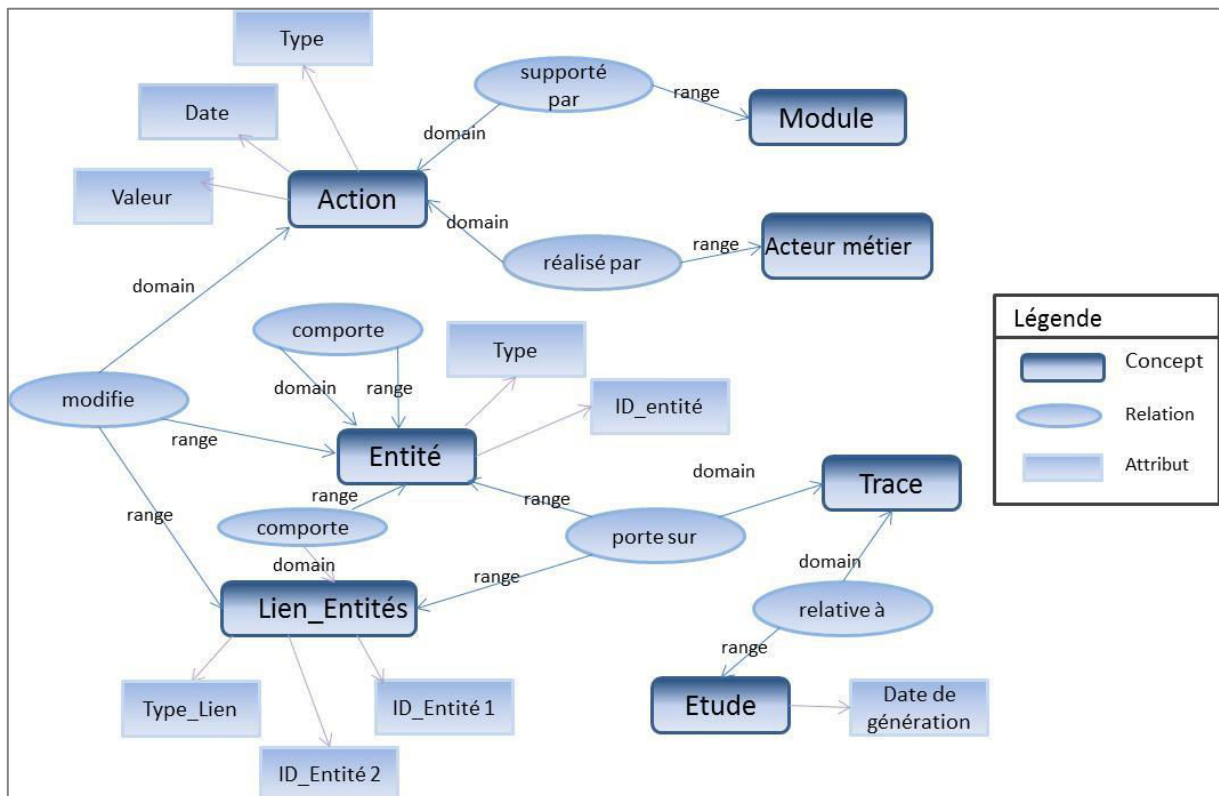 Type
supporté
par
range
Module
Date
domain
Valeur
Action
domain
réalisé par
range
Acteur métier
domain
comporte
Type
domain
range
modifie
ID_entité
range
Entité
Légende
Concept
Relation
Attribut
domain
Trace
range
range
comporte
porte sur
range
domain
domain
range
Lien_Entités
relative à
range
Type_Lien
ID_Entité 1
ID_Entité 2
Etude
Date de
génération